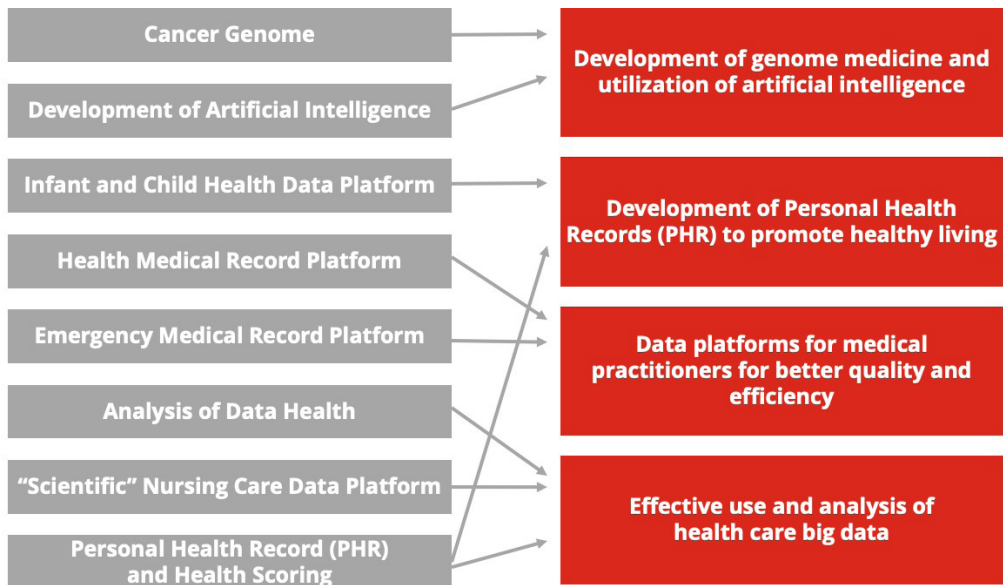 Cancer Genome
Development of Artificial Intelligence
Infant and Child Health Data Platform
Health Medical Record Platform
Emergency Medical Record Platform
Analysis of Data Health
“Scientific” Nursing Care Data Platform
Personal Health Record (PHR)
and Health Scoring
Development of genome medicine and
utilization of artificial intelligence
Development of Personal Health
Records (PHR) to promote healthy living
Data platforms for medical
practitioners for better quality and
efficiency
Effective use and analysis of
health care big data